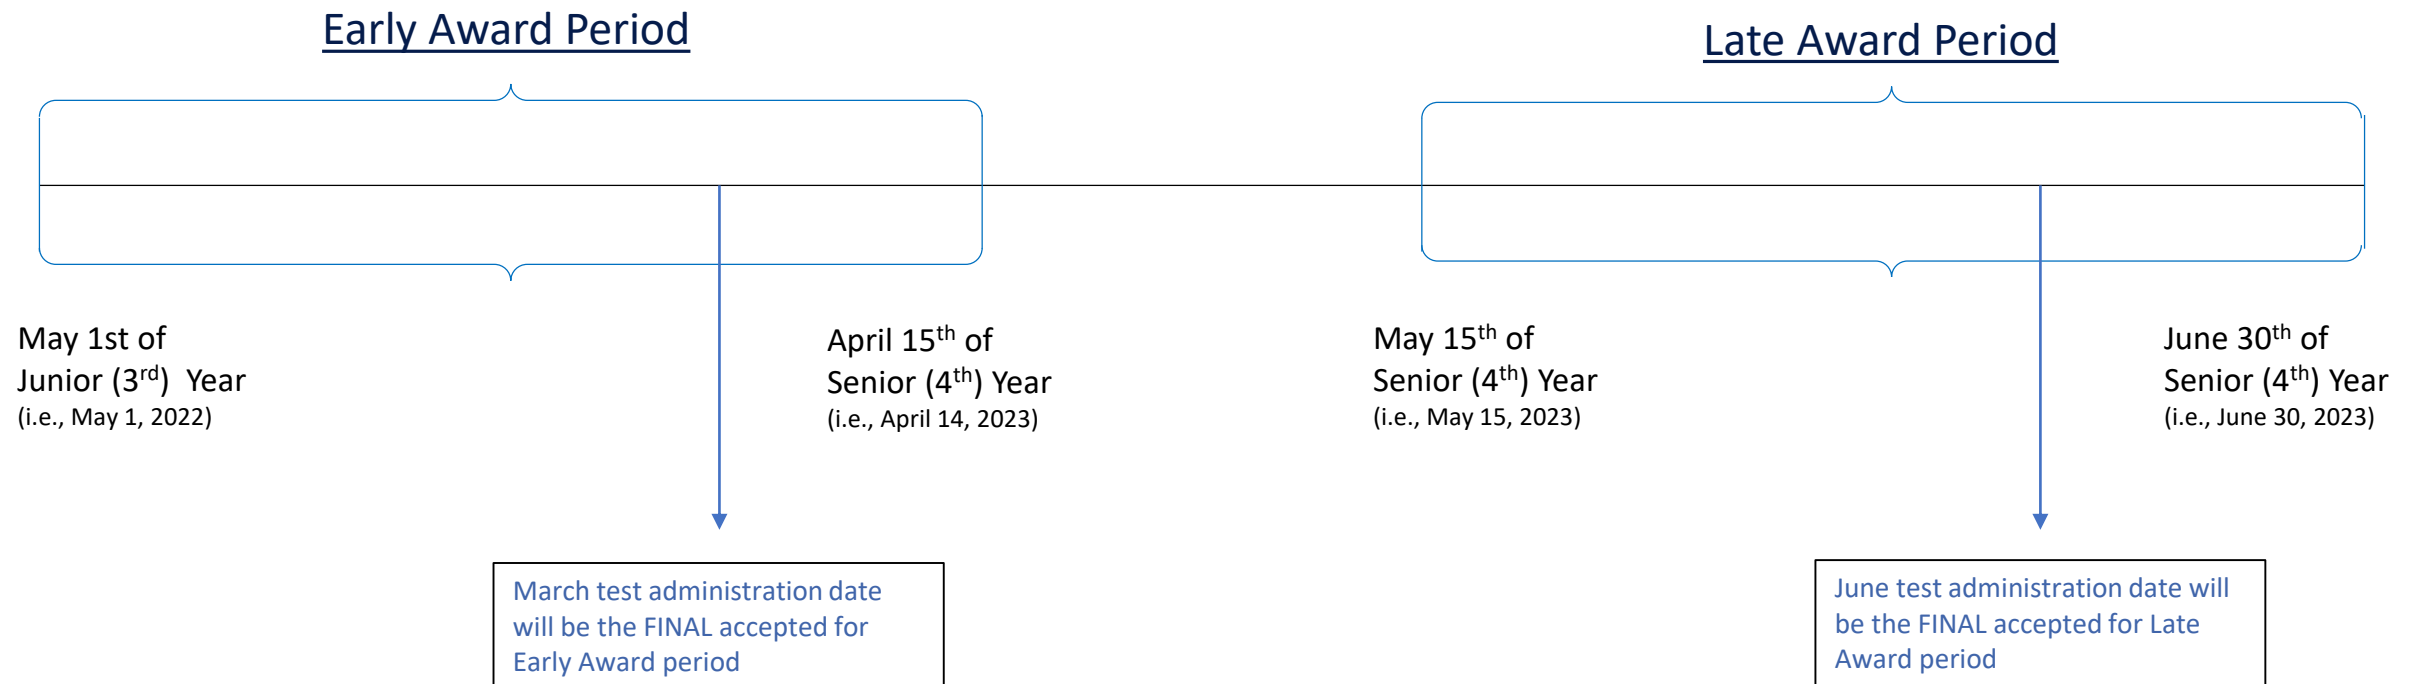 Early Award Period
Late Award Period
May 1st of
Junior (3rd) Year
(i.e., May 1, 2022)
April 15th of
Senior (4th) Year
(i.e., April 14, 2023)
May 15th of
Senior (4th) Year
(i.e., May 15, 2023)
June 30th of
Senior (4th) Year
(i.e., June 30, 2023)
March test administration date
will be the FINAL accepted for
Early Award period
June test administration date will
be the FINAL accepted for Late
Award period